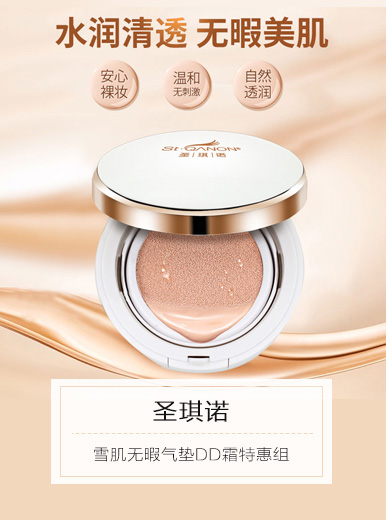 水润清透 无暇美肌
安心
裸妆
温和
无刺激
自然
透润
St·QANON®
圣|琪|诺
圣琪诺
雪肌无暇气垫DD霜特惠组